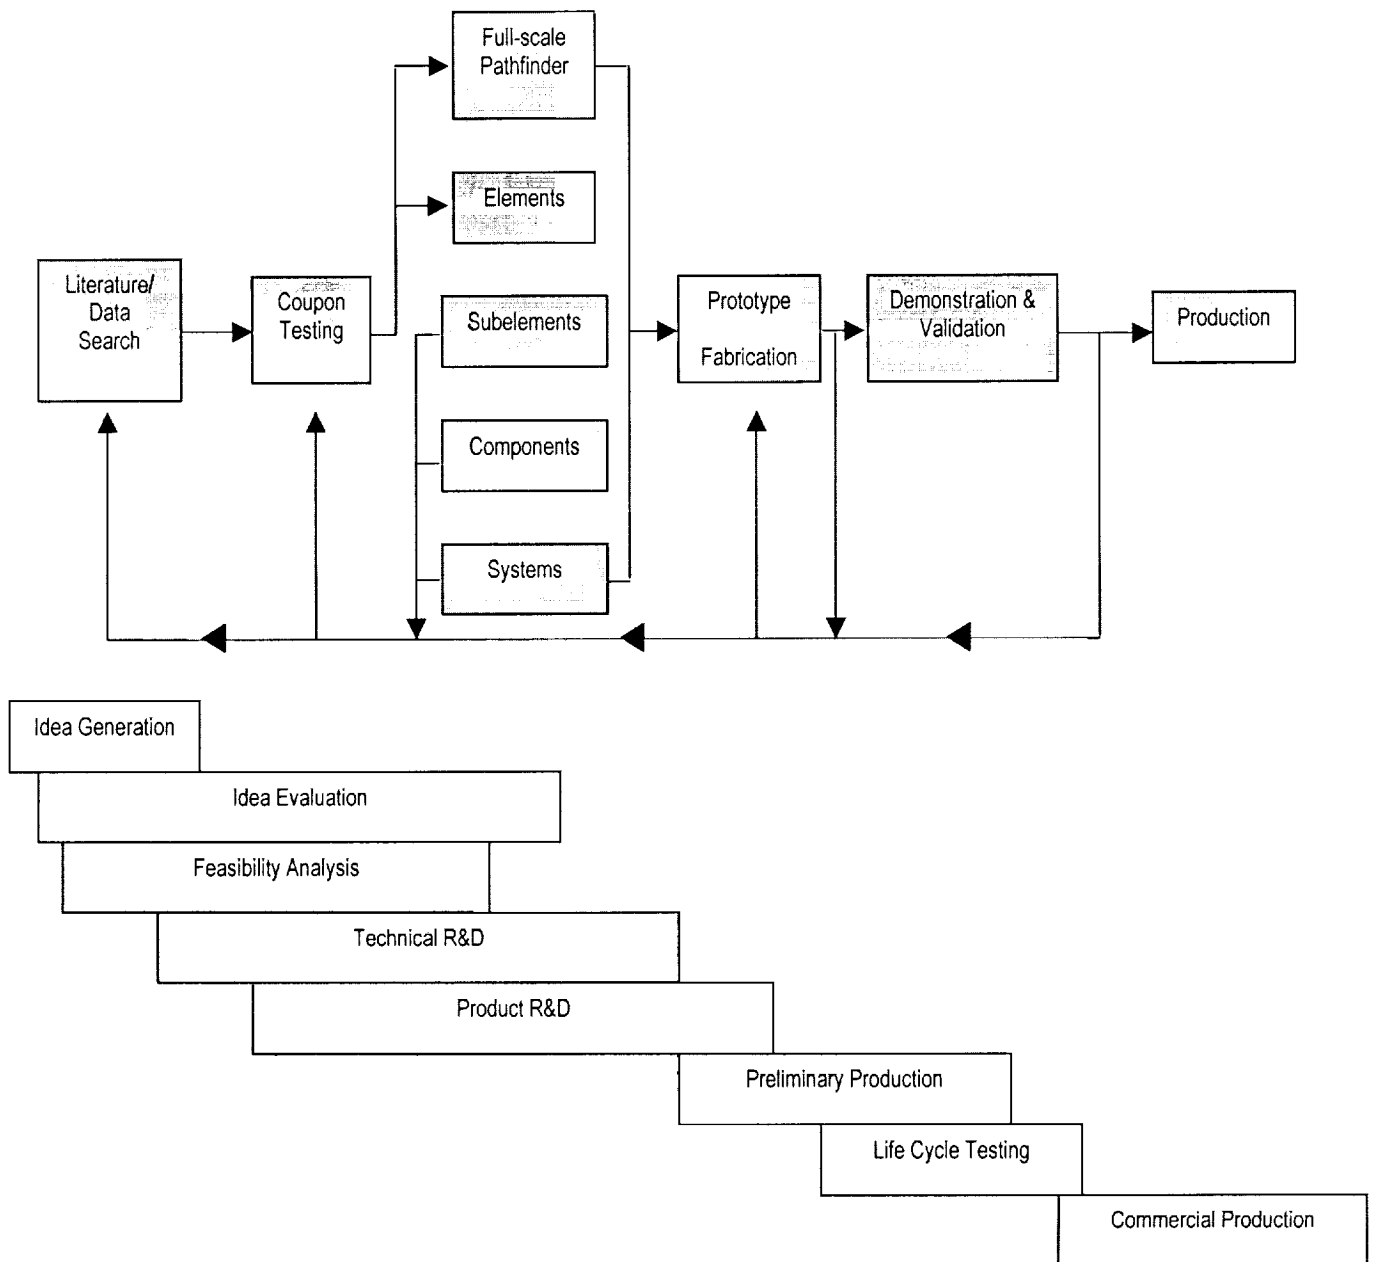 Full-scale
Pathfinder
Elements
Literature/
Data
Search
Coupon
Testing
Subelements
Prototype
Fabrication
Demonstration &
Validation
Production
Components
Systems
Idea Generation
Idea Evaluation
Feasibility Analysis
Technical R&D
Product R&D
Preliminary Production
Life Cycle Testing
Commercial Production